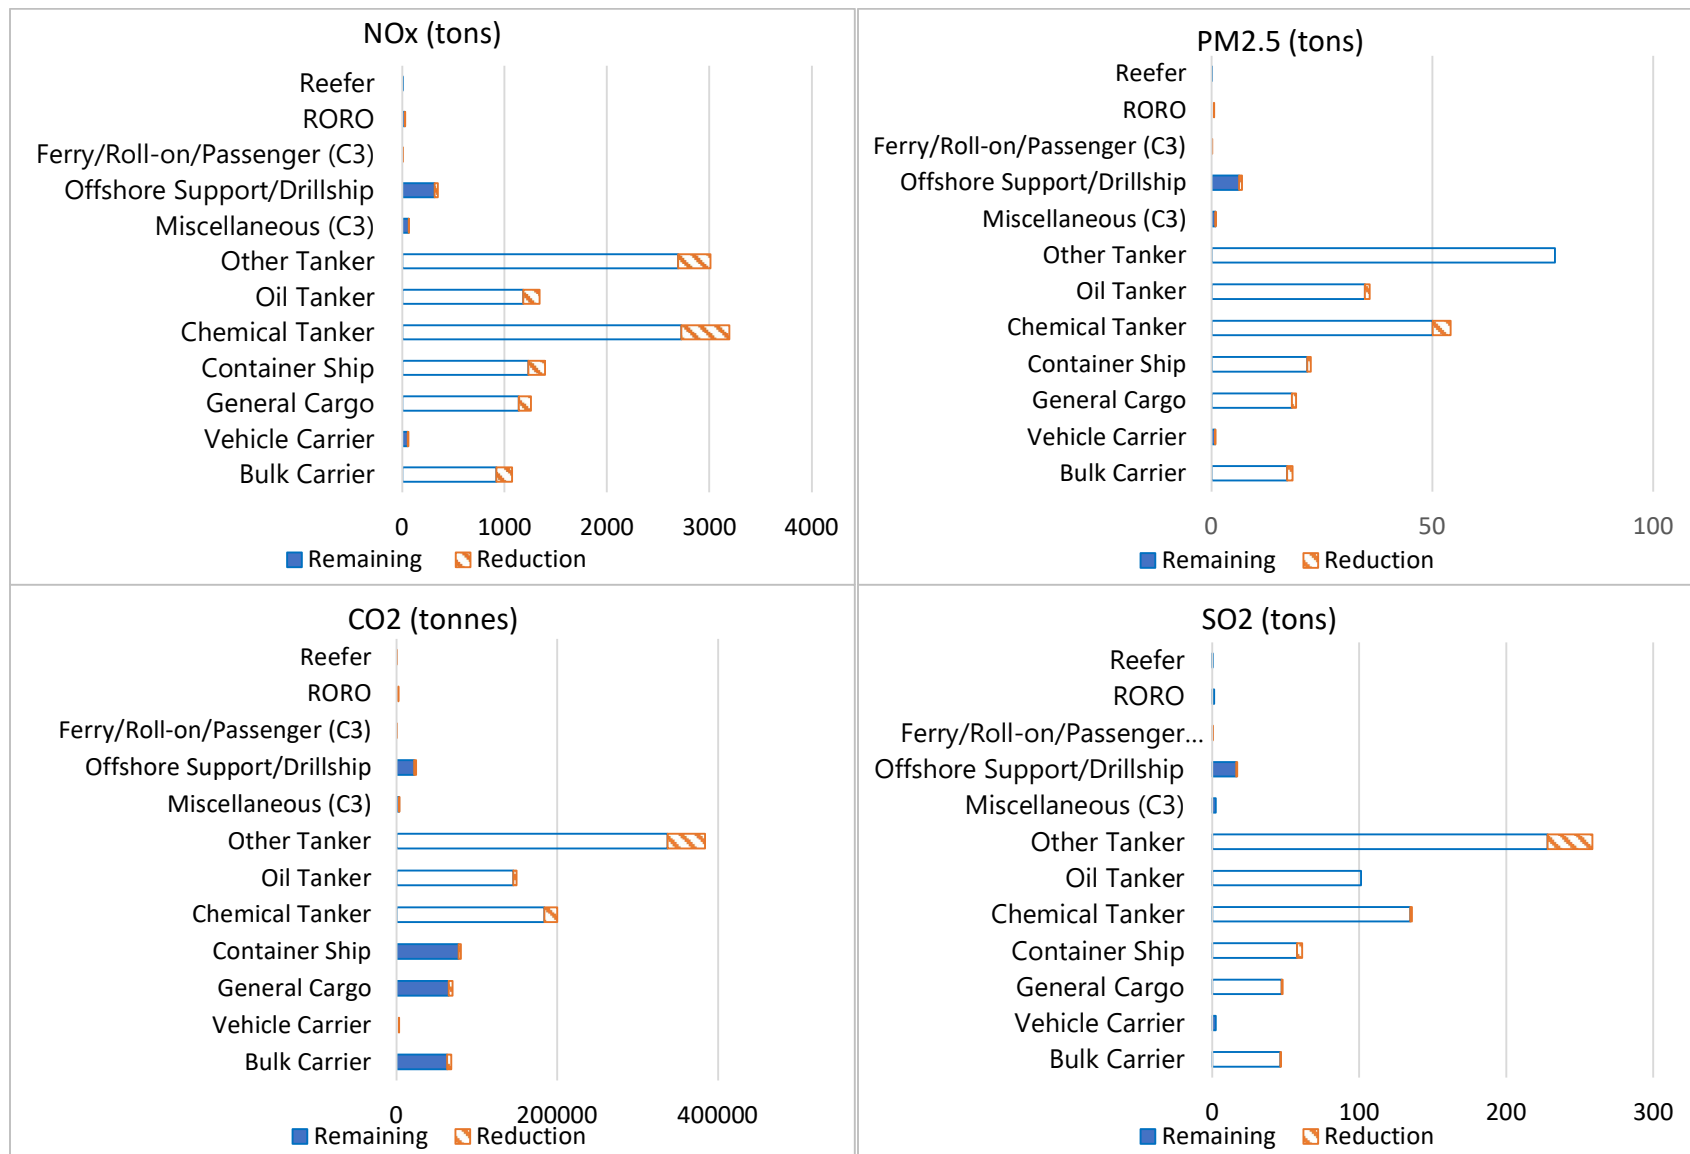 NOx (tons)
Reefer
RORO
Ferry/Roll-on/Passenger (C3)
Offshore Support/Drillship
Miscellaneous (C3)
Other Tanker
Oil Tanker
Chemical Tanker
Container Ship
General Cargo
Vehicle Carrier
Bulk Carrier
0 1000 2000 3000 4000
Remaining Reduction
PM2.5 (tons)
Reefer
RORO
Ferry/Roll-on/Passenger (C3)
Offshore Support/Drillship
Miscellaneous (C3)
Other Tanker
Oil Tanker
Chemical Tanker
Container Ship
General Cargo
Vehicle Carrier
Bulk Carrier
0 50 100
Remaining Reduction
CO2 (tonnes)
Reefer
RORO
Ferry/Roll-on/Passenger (C3)
Offshore Support/Drillship
Miscellaneous (C3)
Other Tanker
Oil Tanker
Chemical Tanker
Container Ship
General Cargo
Vehicle Carrier
Bulk Carrier
0 200000 400000
Remaining Reduction
SO2 (tons)
Reefer
RORO
Ferry/Roll-on/Passenger...
Offshore Support/Drillship
Miscellaneous (C3)
Other Tanker
Oil Tanker
Chemical Tanker
Container Ship
General Cargo
Vehicle Carrier
Bulk Carrier
0 100 200 300
Remaining Reduction